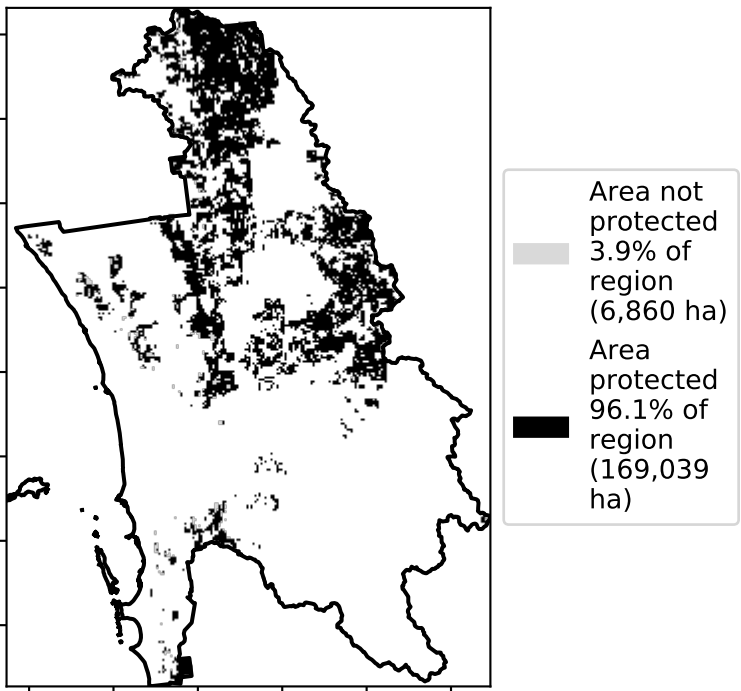 Area not
protected
3.9% of
region
(6,860 ha)
Area
protected
96.1% of
region
(169,039
ha)